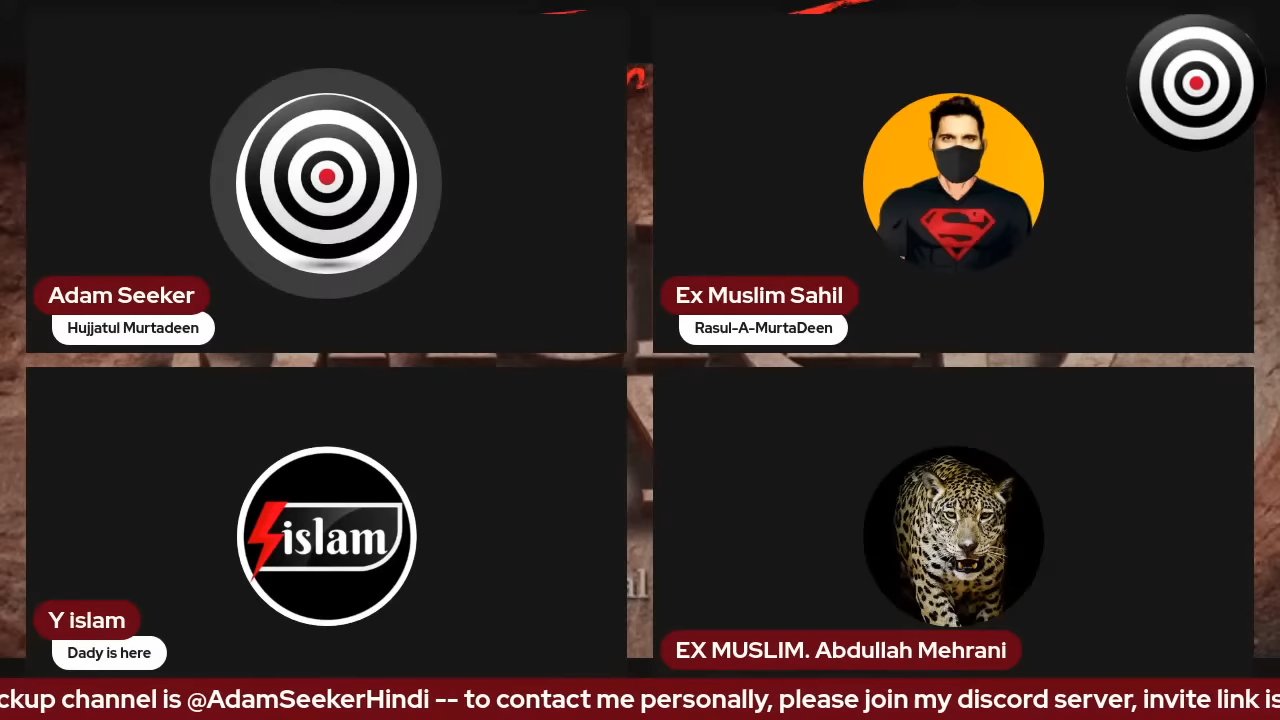 Adam Seeker
Hujjatul Murtadeen
Ex Muslim Sahil
Rasul-A-MurtaDeen
islam
Y islam
Dady is here
EX MUSLIM. Abdullah Mehrani
ckup channel is @AdamSeekerHindi -- to contact me personally, please join my discord server, invite link is